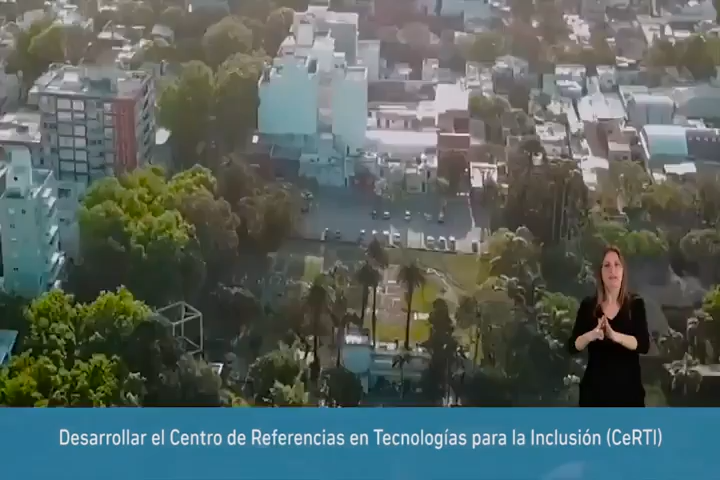 Desarrollar el Centro de Referencias en Tecnologías para la Inclusión (CeRTI)